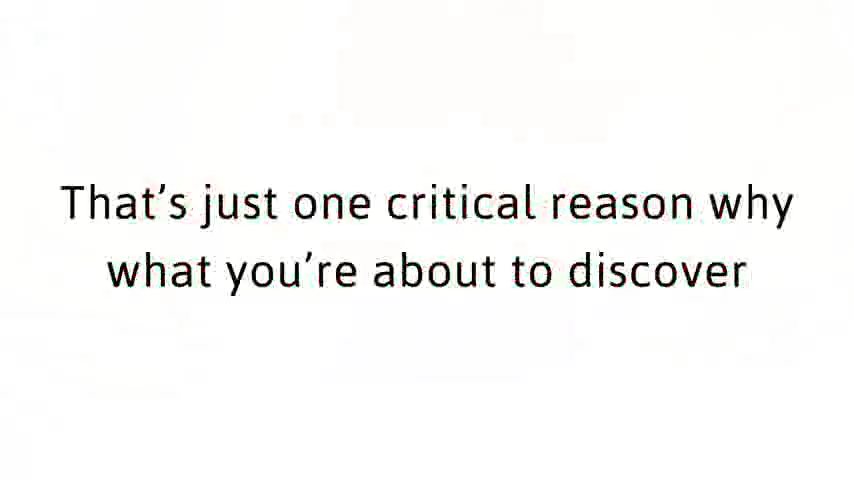 That’s just one critical reason why
what you’re about to discover